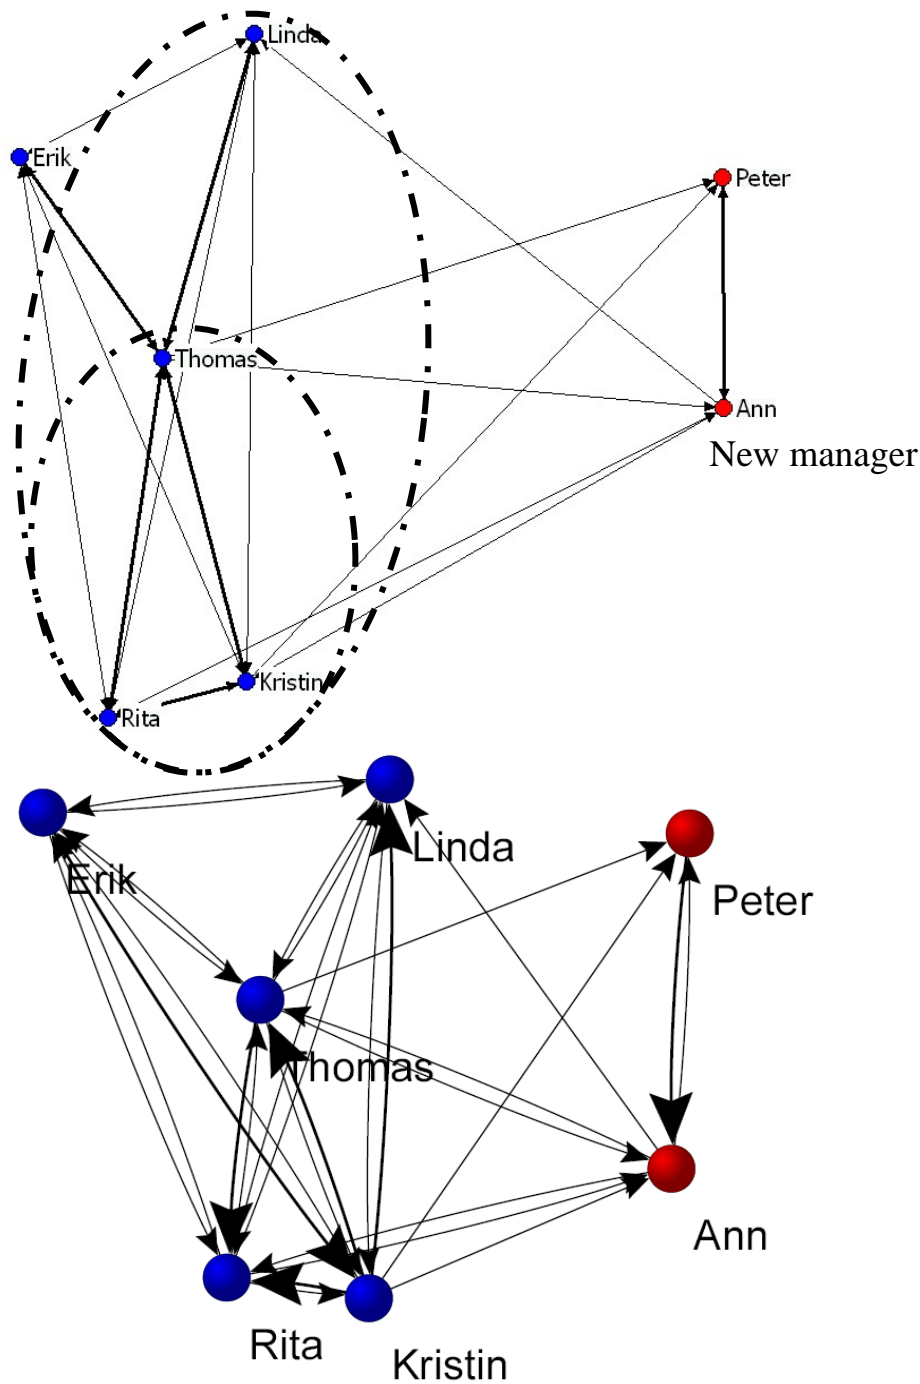 Linda
Erik
Peter
Thomas
Ann
New manager
Kristin
Rita
Linda
Erik
Peter
Thomas
Ann
Rita
Kristin